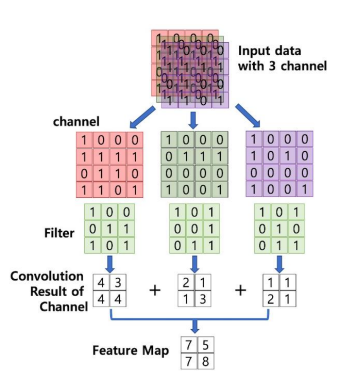 Input data
with 3 channel
channel
1 0 0 0
1 1 1 1
0 1 1 0
1 1 0 1
1 0 0 0
0 1 1 1
0 0 1 0
1 0 0 1
1 0 0 0
1 0 1 0
0 0 0 0
0 0 0 1
Filter
1 0 0
0 1 1
1 0 1
1 0 1
0 0 0
0 1 1
1 0 1
0 1 0
0 0 1
Convolution
Result of
Channel
4 3
4 4
+
2 1
1 3
+
1 1
2 1
Feature Map
7 5
7 8